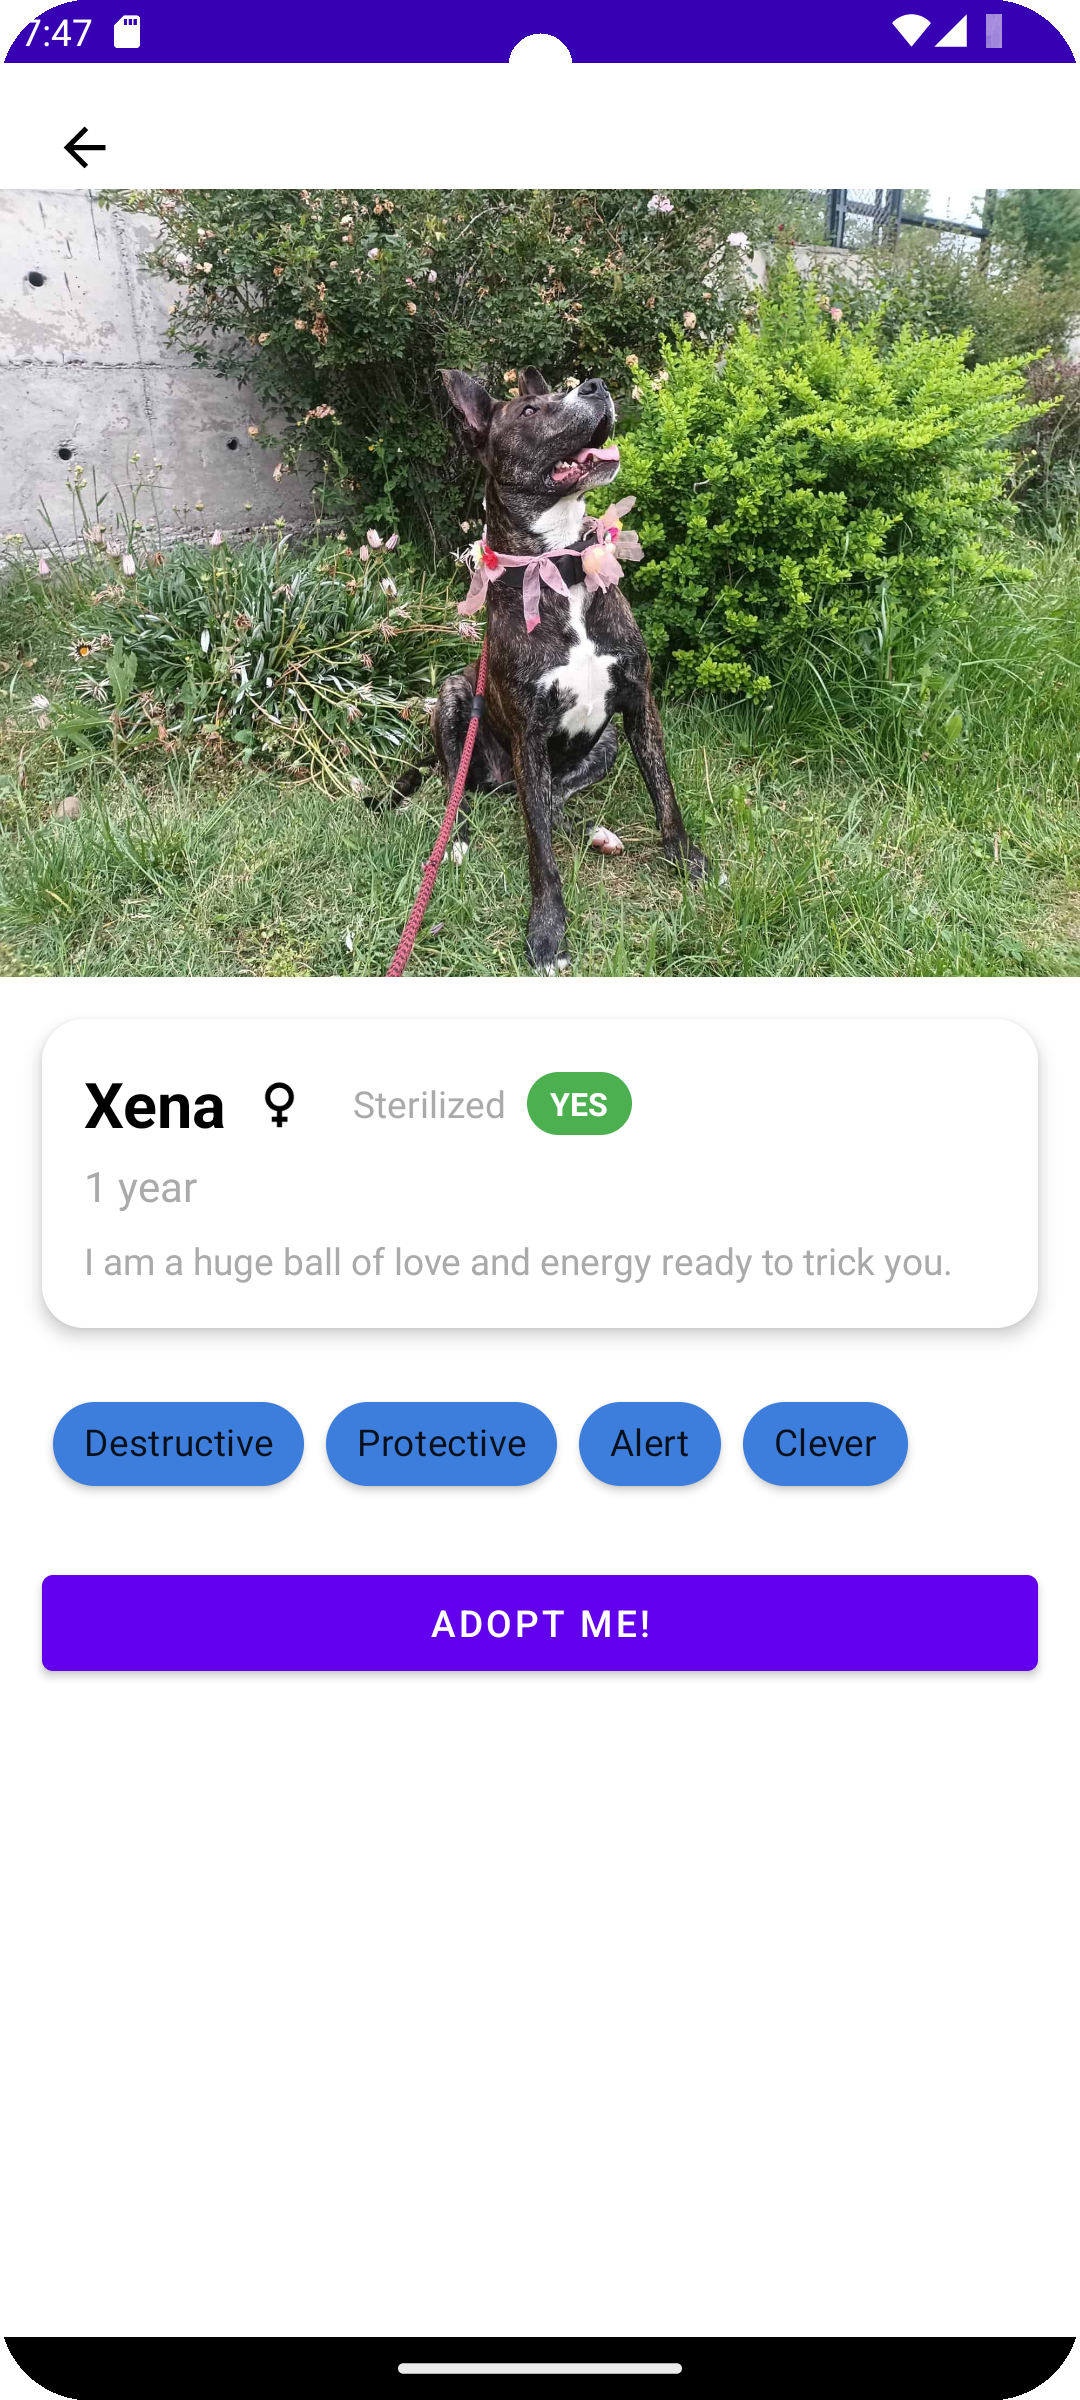 7:47
Xena Sterilized YES
1 year
I am a huge ball of love and energy ready to trick you.
Destructive Protective Alert Clever
ADOPT ME!